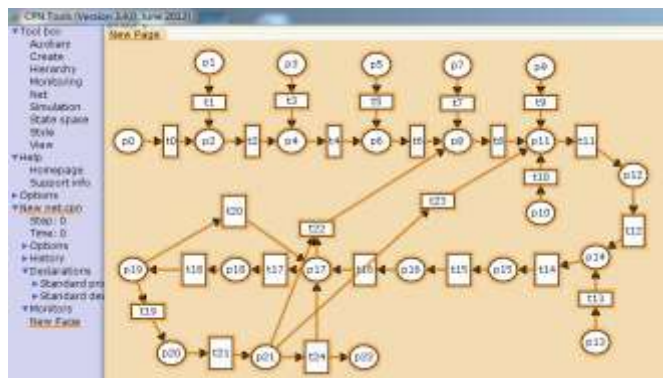 CPN Tools (Version 3.4.0, June 2013)
Tool box
Auxiliary
Create
Hierarchy
Monitoring
Net
Simulation
State space
Style
View
Help
Homepage
Support info
Options
New net.cpn
Step: 0
Time: 0
Options
History
Declarations
Standard
Standard
Monitors
New Page
New Page
p1 p3 p5 p7 p9
t1 t3 t5 t7 t9
p0 t0 p2 t2 p4 t4 p6 t6 p8 t8 p11 t11
t10 p12
t20 t22 t23 p10 t12
p19 t18 p18 t17 p17 t16 p16 t15 p15 t14 p14
t19 t13
p20 t21 p21 t24 p22 p13